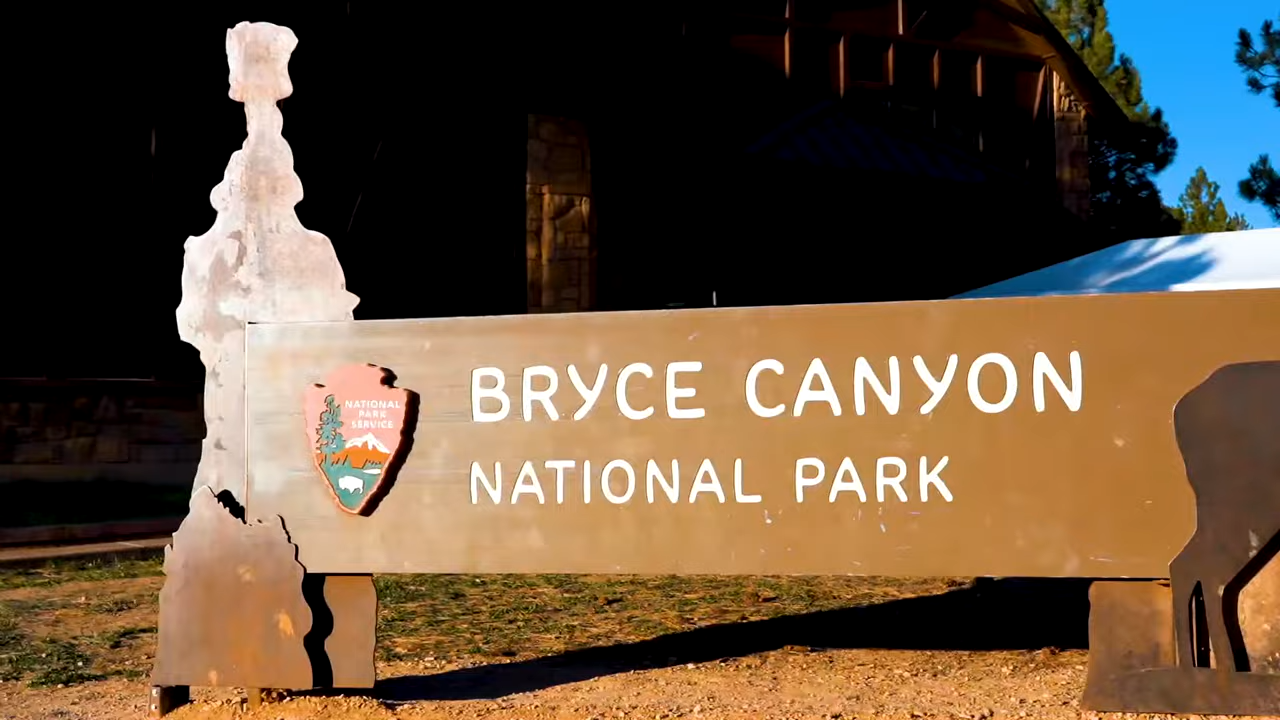 NATIONAL
PARK
SERVICE
BRYCE CANYON
NATIONAL PARK